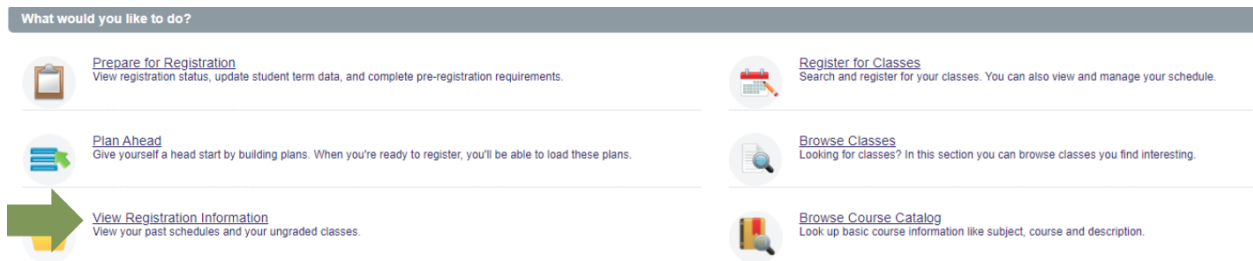 What would you like to do?
Prepare for Registration
View registration status, update student term data, and complete pre-registration requirements.
Register for Classes
Search and register for your classes. You can also view and manage your schedule.
Plan Ahead
Give yourself a head start by building plans. When you're ready to register, you'll be able to load these plans.
Browse Classes
Looking for classes? In this section you can browse classes you find interesting.
View Registration Information
View your past schedules and your ungraded classes.
Browse Course Catalog
Look up basic course information like subject, course and description.